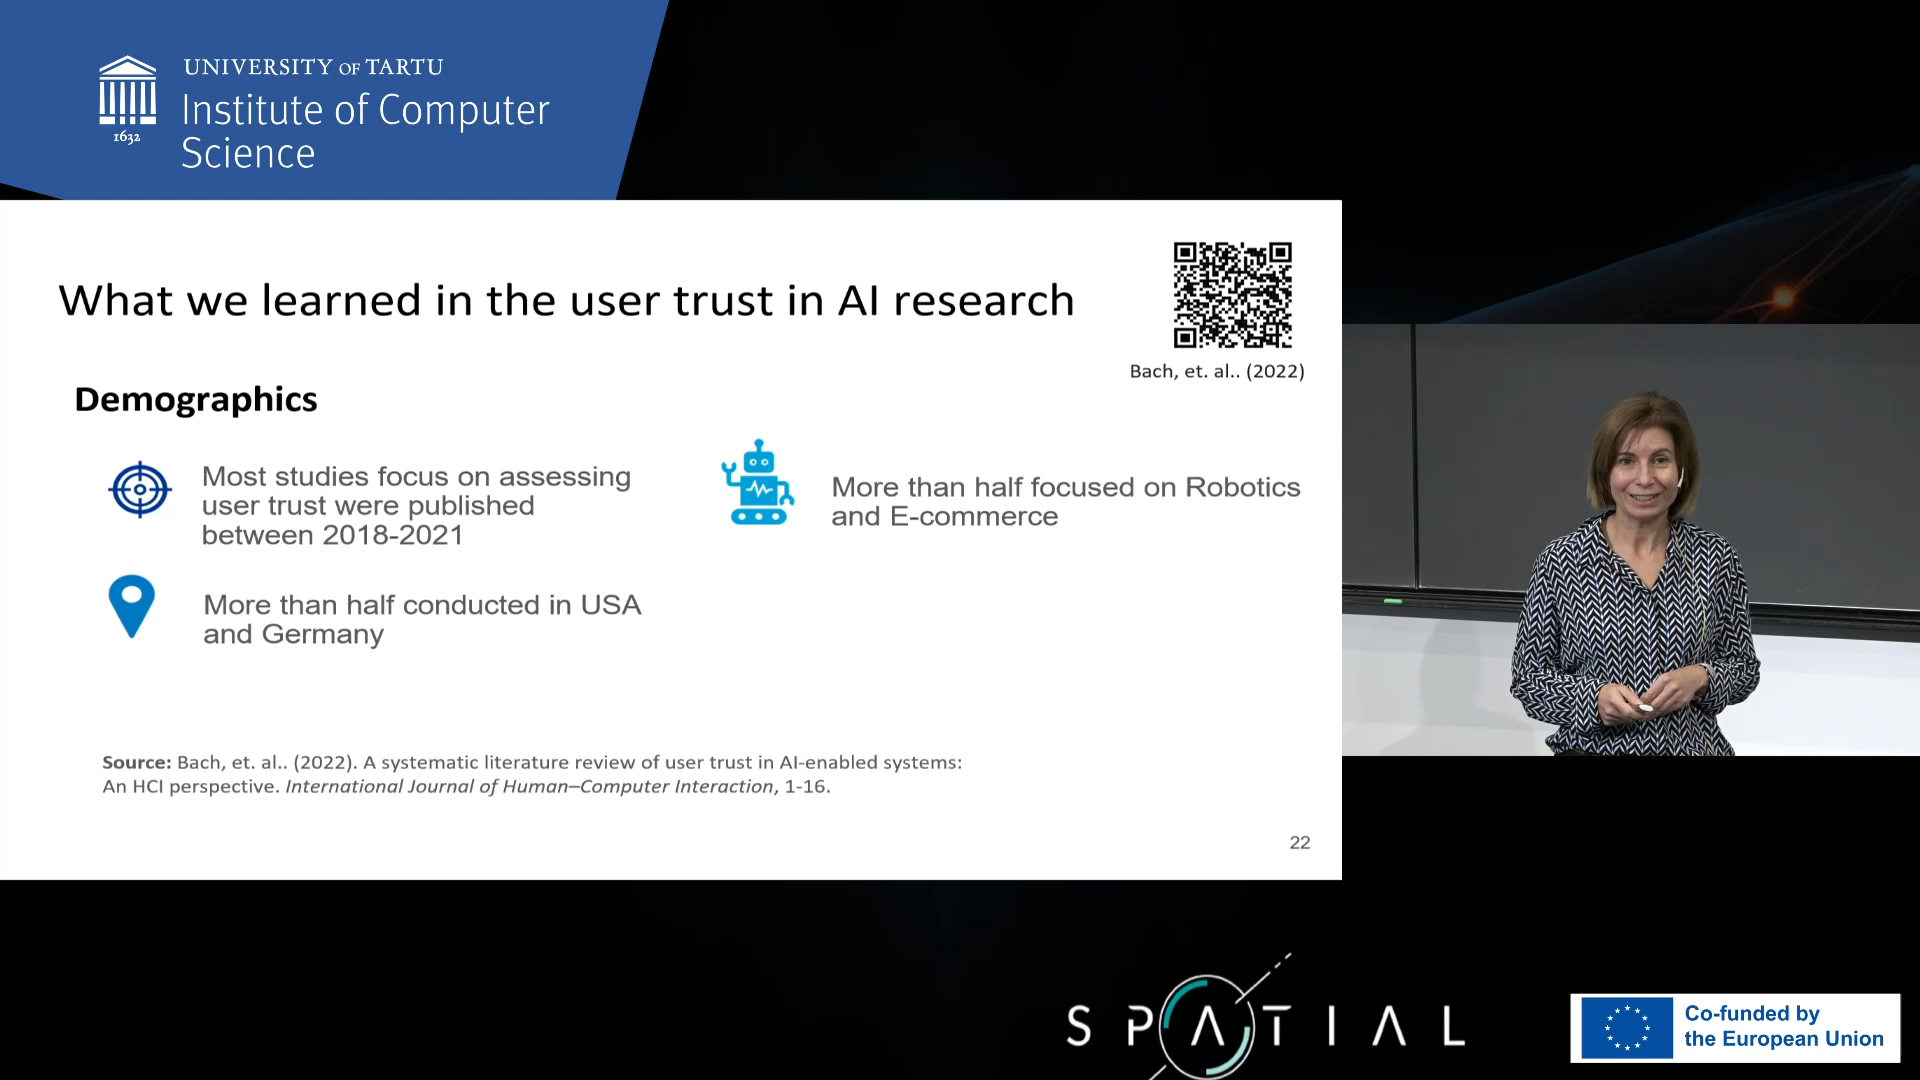 UNIVERSITY OF TARTU
Institute of Computer
Science
1632
What we learned in the user trust in AI research
Bach, et. al.. (2022)
Demographics
Most studies focus on assessing
user trust were published
between 2018-2021
More than half focused on Robotics
and E-commerce
More than half conducted in USA
and Germany
Source: Bach, et. al.. (2022). A systematic literature review of user trust in AI-enabled systems:
An HCI perspective. International Journal of Human–Computer Interaction, 1-16.
22
SPATIAL
Co-funded by
the European Union